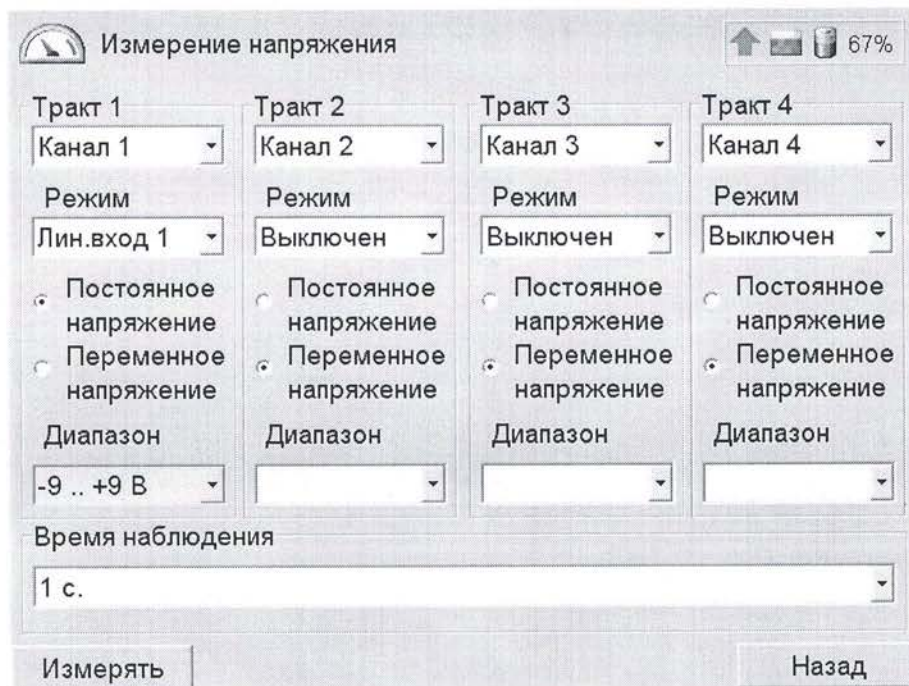 Измерение напряжения
67%
Тракт 1 Тракт 2 Тракт 3 Тракт 4
Канал 1 Канал 2 Канал 3 Канал 4
Режим Режим Режим Режим
Лин.вход 1 Выключен Выключен Выключен
Постоянное Постоянное Постоянное Постоянное
напряжение напряжение напряжение напряжение
Переменное Переменное Переменное Переменное
напряжение напряжение напряжение напряжение
Диапазон Диапазон Диапазон Диапазон
-9 .. +9 В
Время наблюдения
1 с.
Измерять Назад